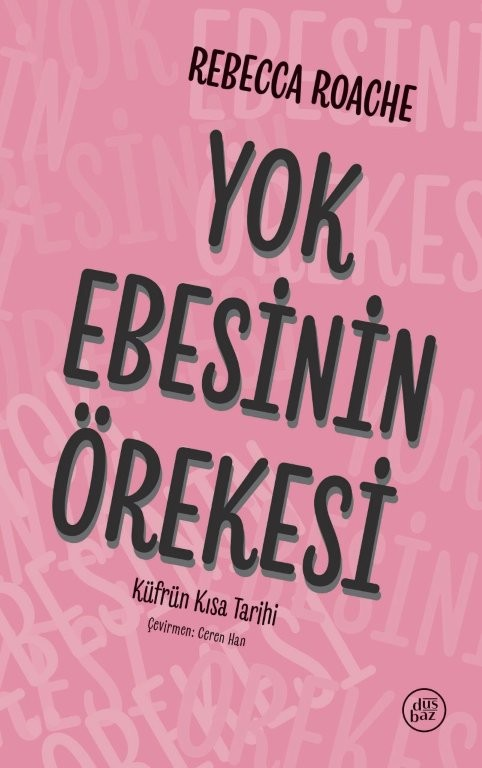 REBECCA ROACHE
YOK
EBESİNİN
ÖREKESİ
Küfrün Kısa Tarihi
Çevirmen: Ceren Han
düş
baz